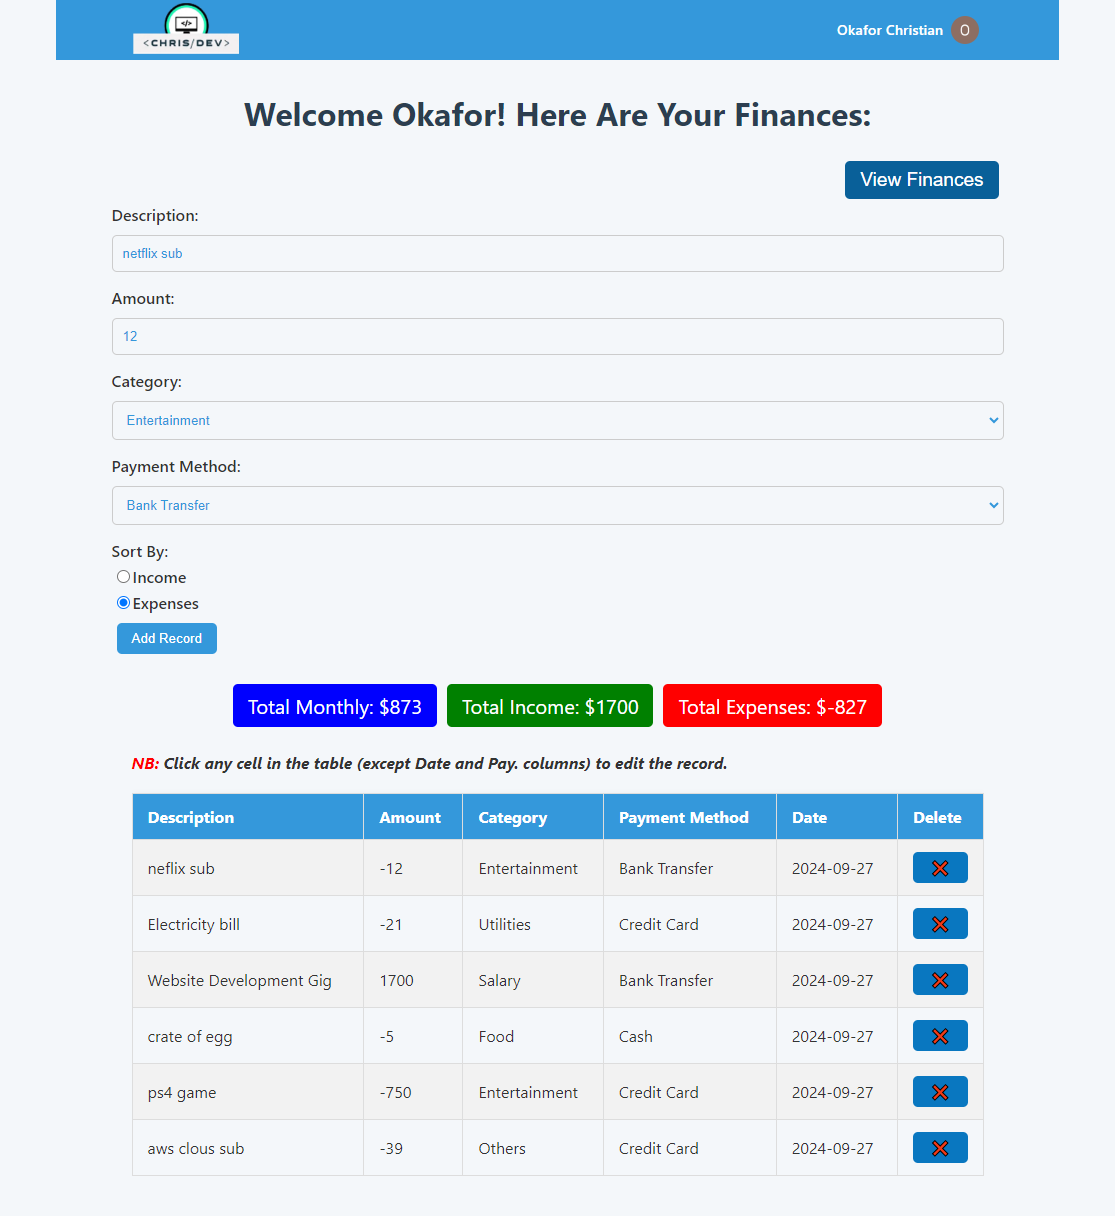 </>
<CHRIS/DEV>
Okafor Christian O
Welcome Okafor! Here Are Your Finances:
View Finances
Description:
netflix sub
Amount:
12
Category:
Entertainment
Payment Method:
Bank Transfer
Sort By:
Income
Expenses
Add Record
Total Monthly: $873 Total Income: $1700 Total Expenses: $-827
NB: Click any cell in the table (except Date and Pay. columns) to edit the record.
Description Amount Category Payment Method Date Delete
neflix sub -12 Entertainment Bank Transfer 2024-09-27
Electricity bill -21 Utilities Credit Card 2024-09-27
Website Development Gig 1700 Salary Bank Transfer 2024-09-27
crate of egg -5 Food Cash 2024-09-27
ps4 game -750 Entertainment Credit Card 2024-09-27
aws clous sub -39 Others Credit Card 2024-09-27